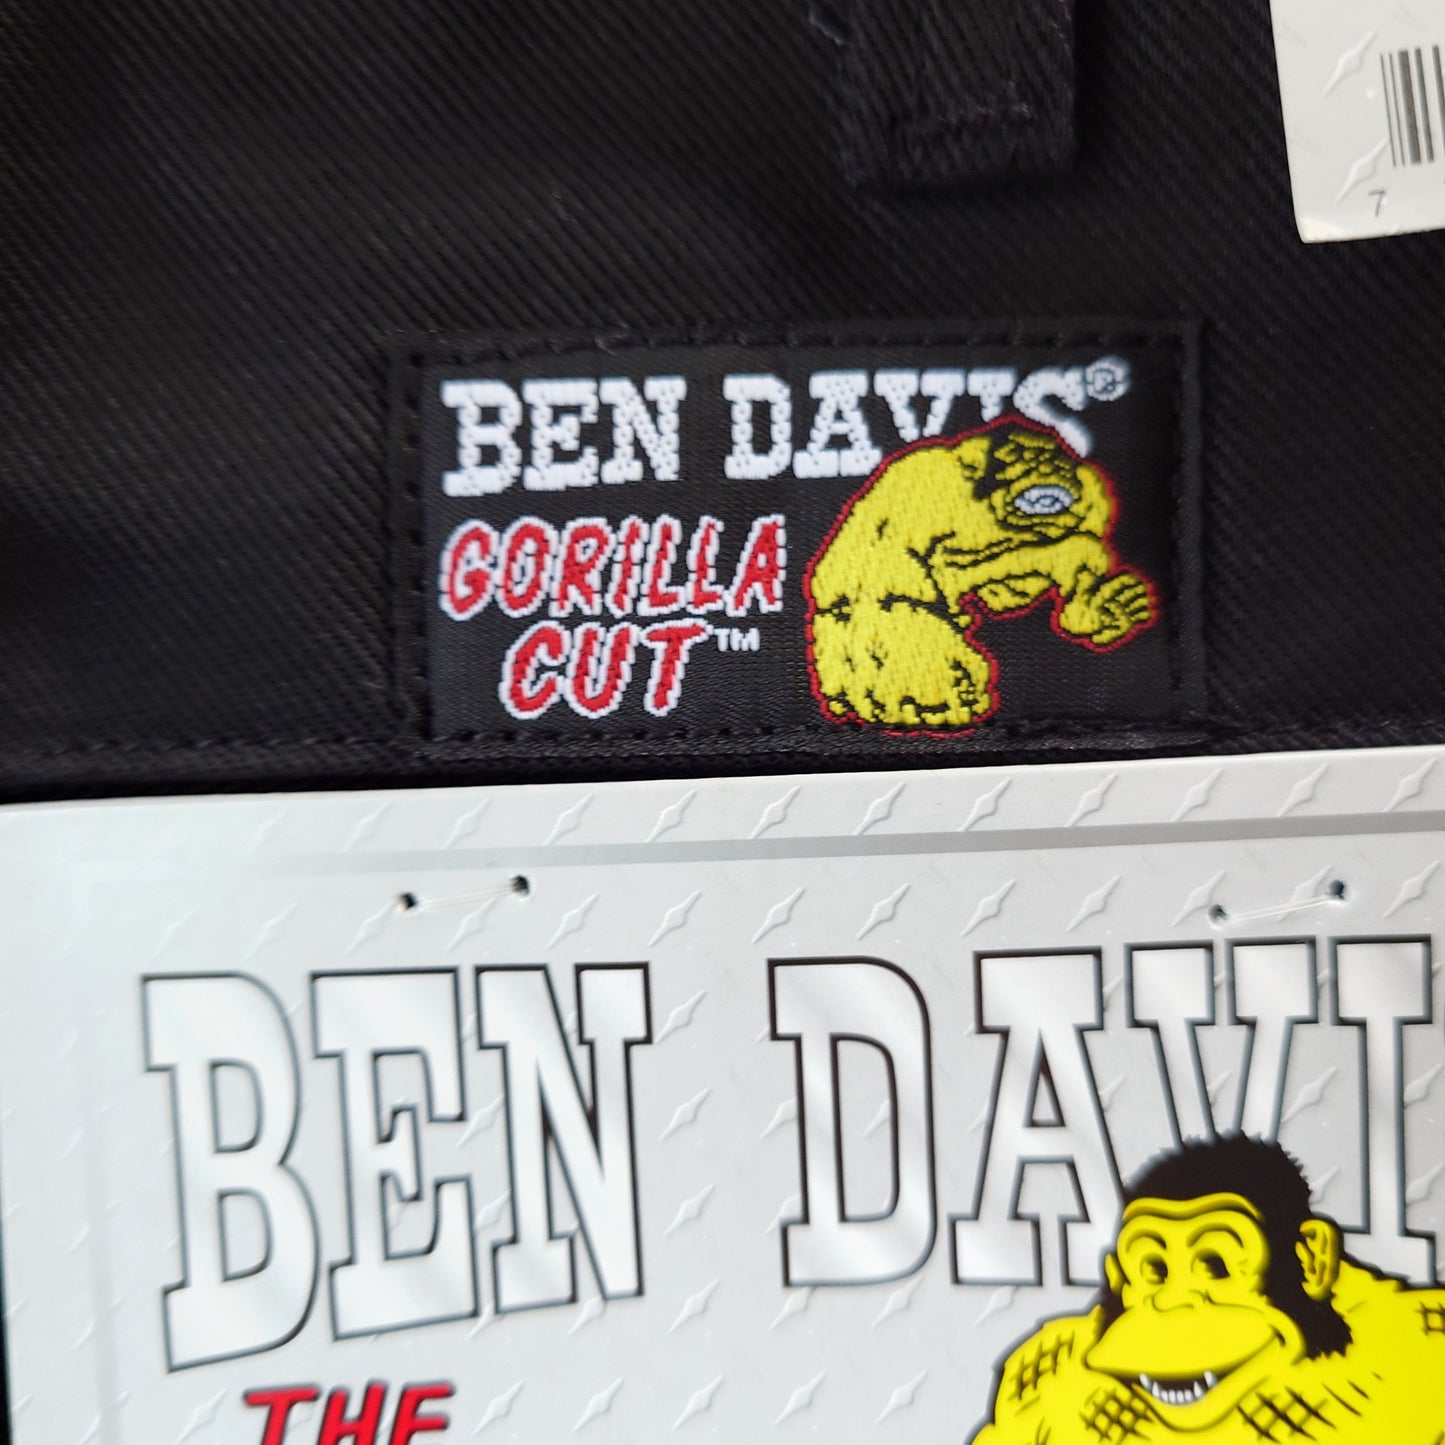 7
BEN DAVIS®
GORILLA
CUT™
BEN DAVI
THE